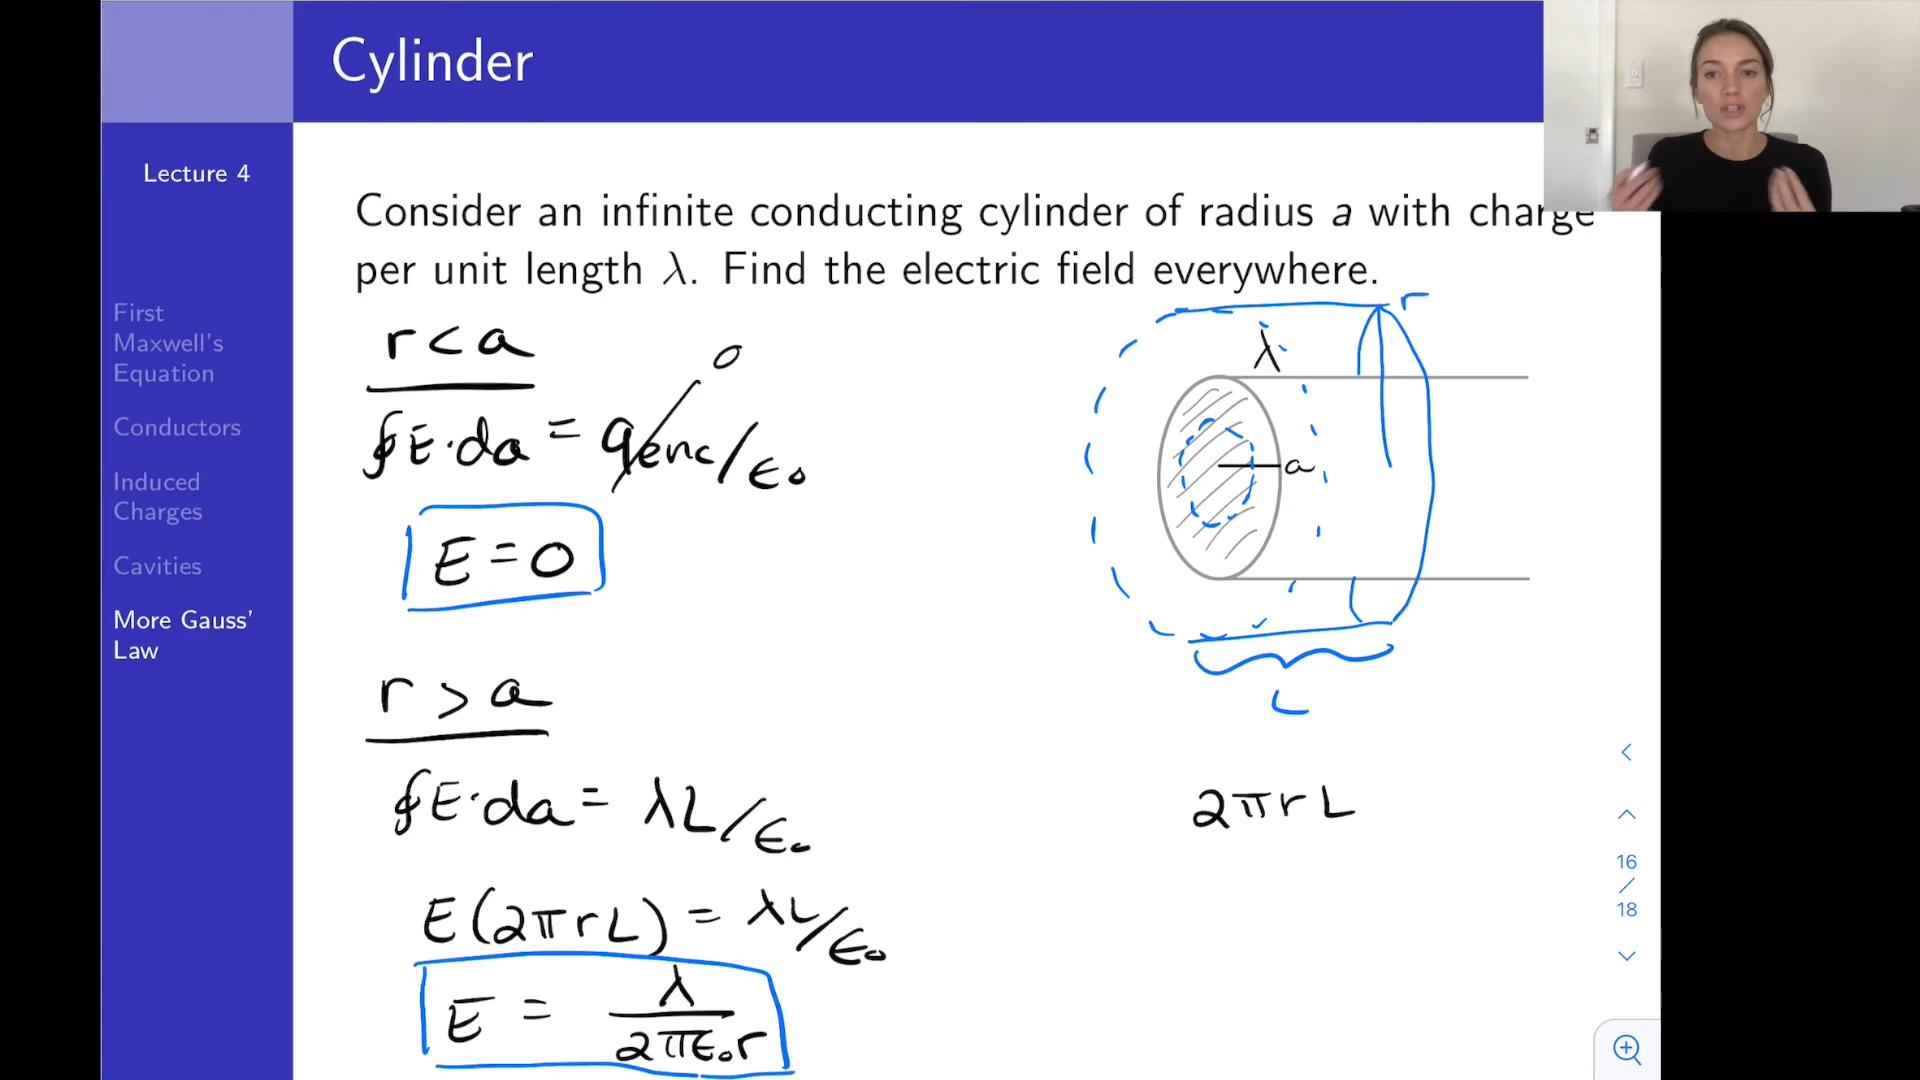 Cylinder
Lecture 4
First
Maxwell's
Equation
Conductors
Induced
Charges
Cavities
More Gauss'
Law
Consider an infinite conducting cylinder of radius a with charge
per unit length λ. Find the electric field everywhere.
r < a
0
∮E·da = qenc/ϵ0
E = 0
r > a
∮E·da = λL/ϵ0
E(2πrL) = λL/ϵ0
E = λ/2πϵ0r
r
λ
a
L
2πrL
16
/
18